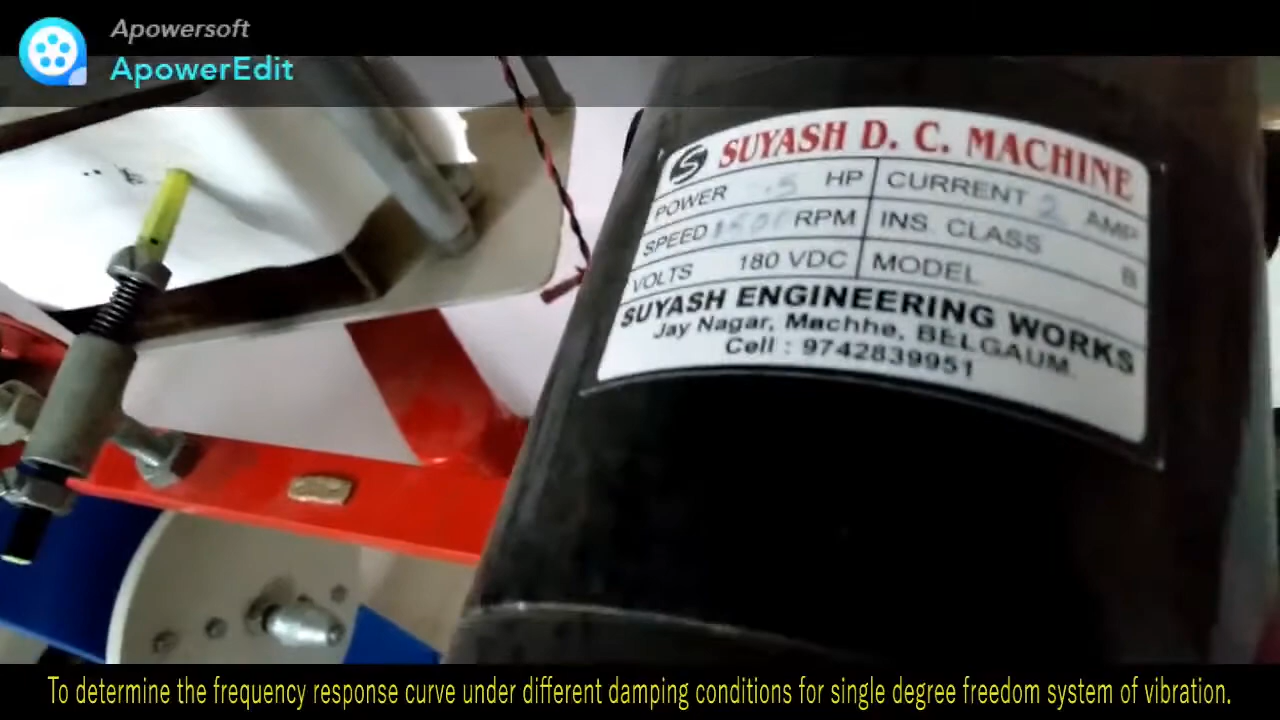 Apowersoft
ApowerEdit
SUYASH D. C. MACHINE
POWER .5 HP CURRENT 2 AMP
SPEED RPM INS. CLASS B
VOLTS 180 VDC MODEL
SUYASH ENGINEERING WORKS
Jay Nagar, Machhe, BELGAUM.
Cell : 9742839951
To determine the frequency response curve under different damping conditions for single degree freedom system of vibration.